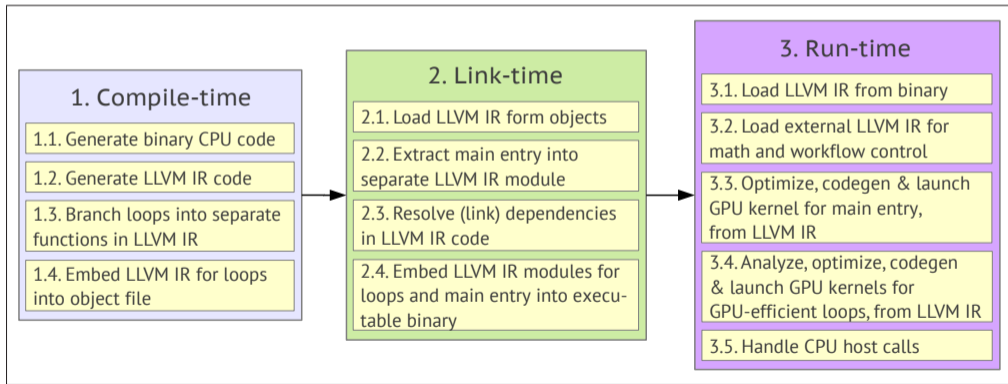 1. Compile-time
1.1. Generate binary CPU code
1.2. Generate LLVM IR code
1.3. Branch loops into separate
functions in LLVM IR
1.4. Embed LLVM IR for loops
into object file
2. Link-time
2.1. Load LLVM IR form objects
2.2. Extract main entry into
separate LLVM IR module
2.3. Resolve (link) dependencies
in LLVM IR code
2.4. Embed LLVM IR modules for
loops and main entry into execu-
table binary
3. Run-time
3.1. Load LLVM IR from binary
3.2. Load external LLVM IR for
math and workflow control
3.3. Optimize, codegen & launch
GPU kernel for main entry,
from LLVM IR
3.4. Analyze, optimize, codegen
& launch GPU kernels for
GPU-efficient loops, from LLVM IR
3.5. Handle CPU host calls